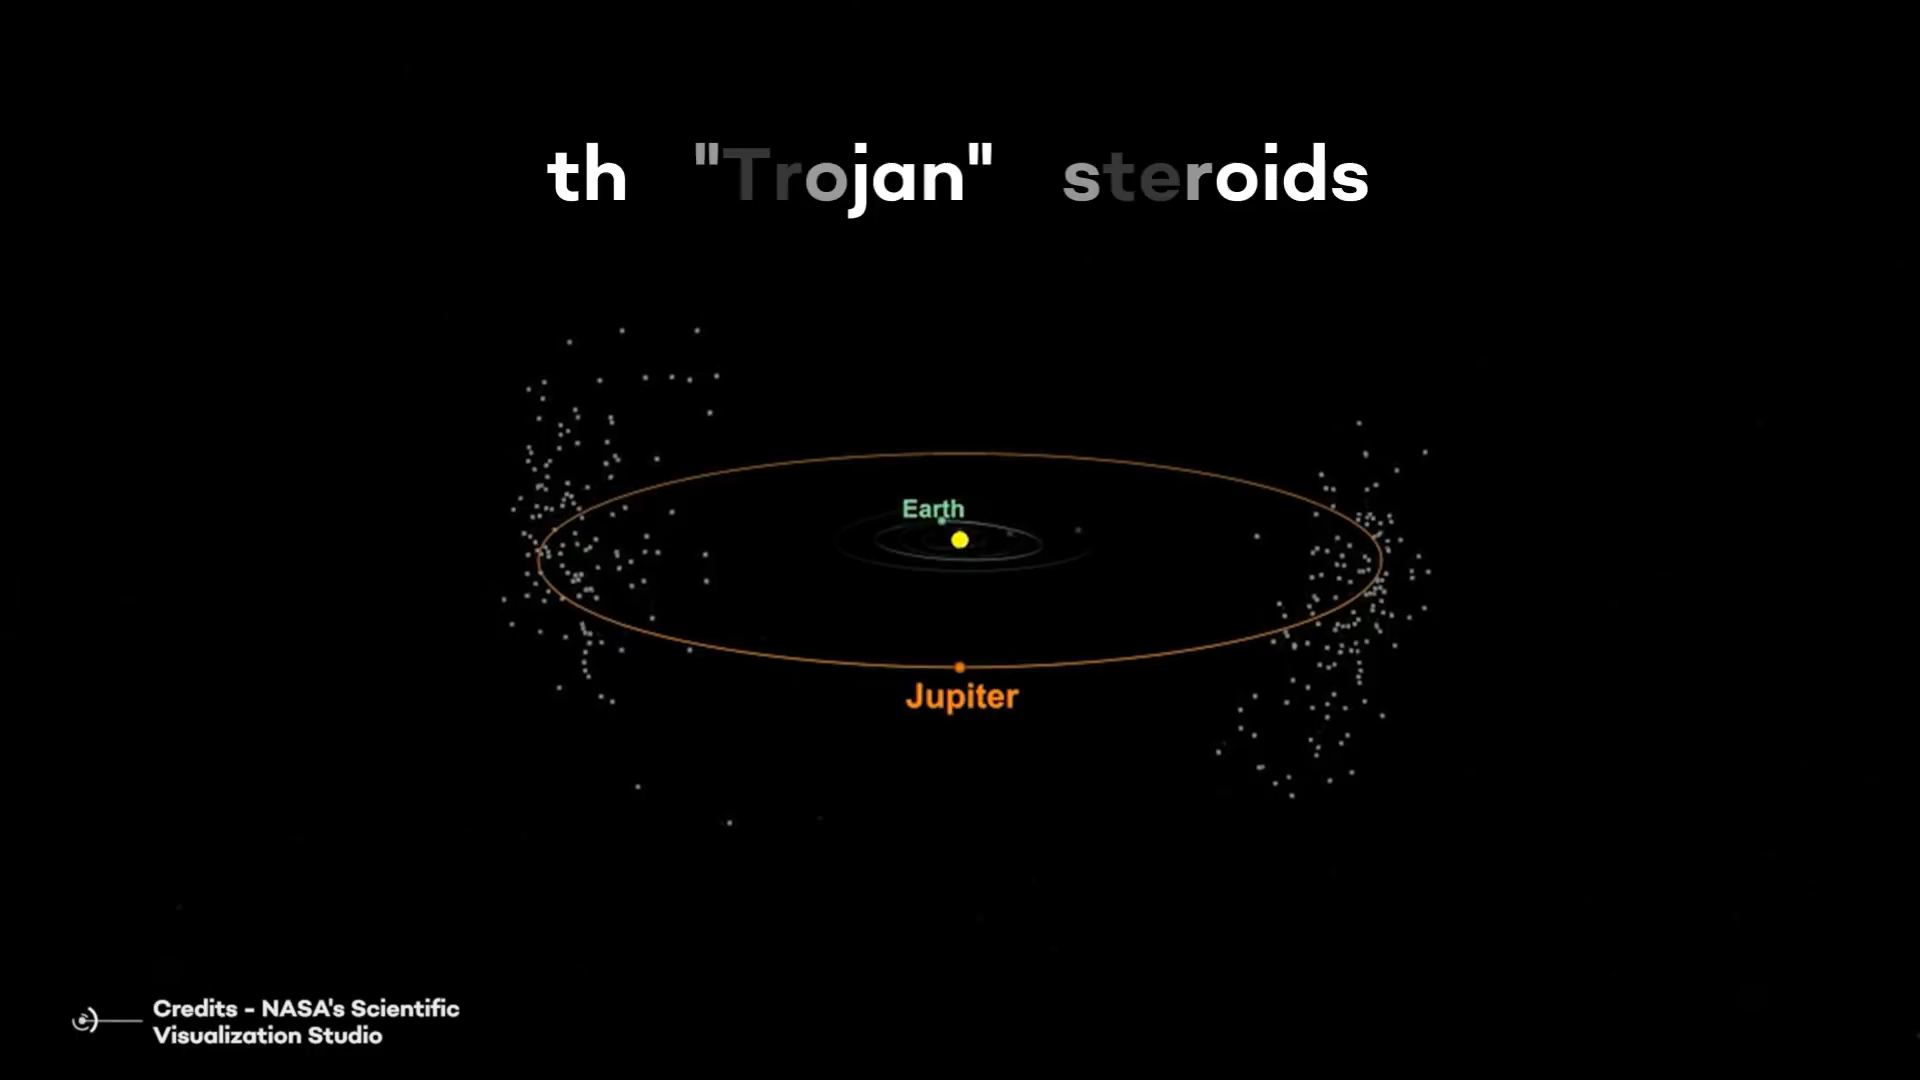 th "Trojan" steroids
Earth
Jupiter
Credits - NASA's Scientific
Visualization Studio